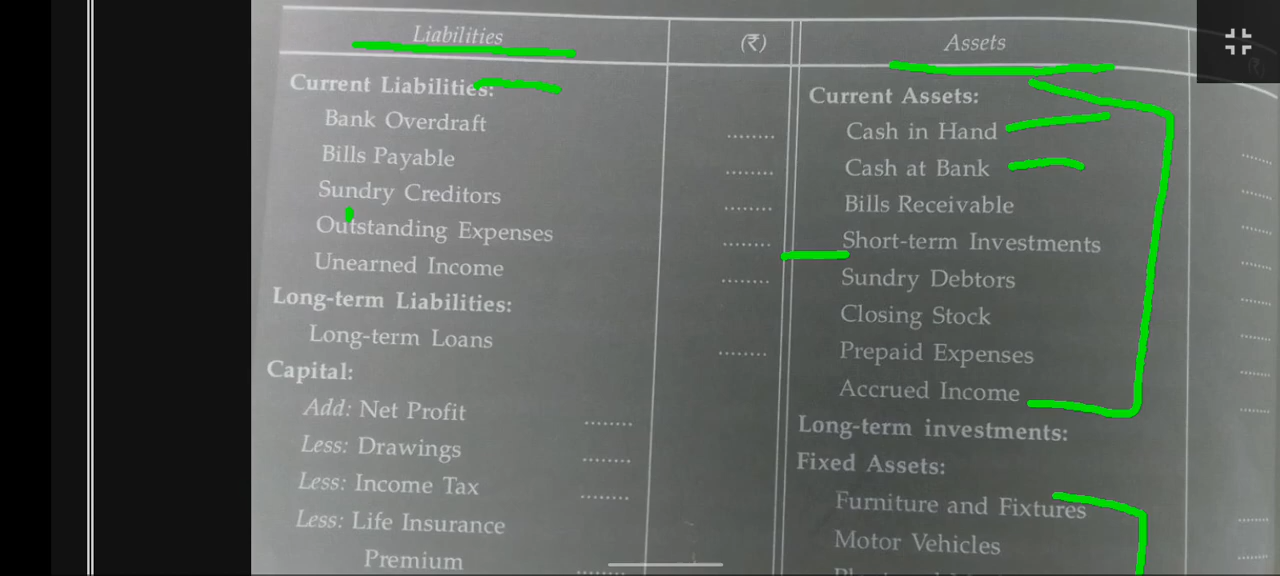 Liabilities
(₹)
Assets
Current Liabilities:
Bank Overdraft ........
Bills Payable ........
Sundry Creditors ........
Outstanding Expenses ........
Unearned Income ........
Long-term Liabilities:
Long-term Loans ........
Capital:
Add: Net Profit ........
Less: Drawings ........
Less: Income Tax ........
Less: Life Insurance
Premium ........
Current Assets:
Cash in Hand ........
Cash at Bank ........
Bills Receivable ........
Short-term Investments ........
Sundry Debtors ........
Closing Stock ........
Prepaid Expenses ........
Accrued Income ........
Long-term investments:
Fixed Assets:
Furniture and Fixtures ........
Motor Vehicles ........